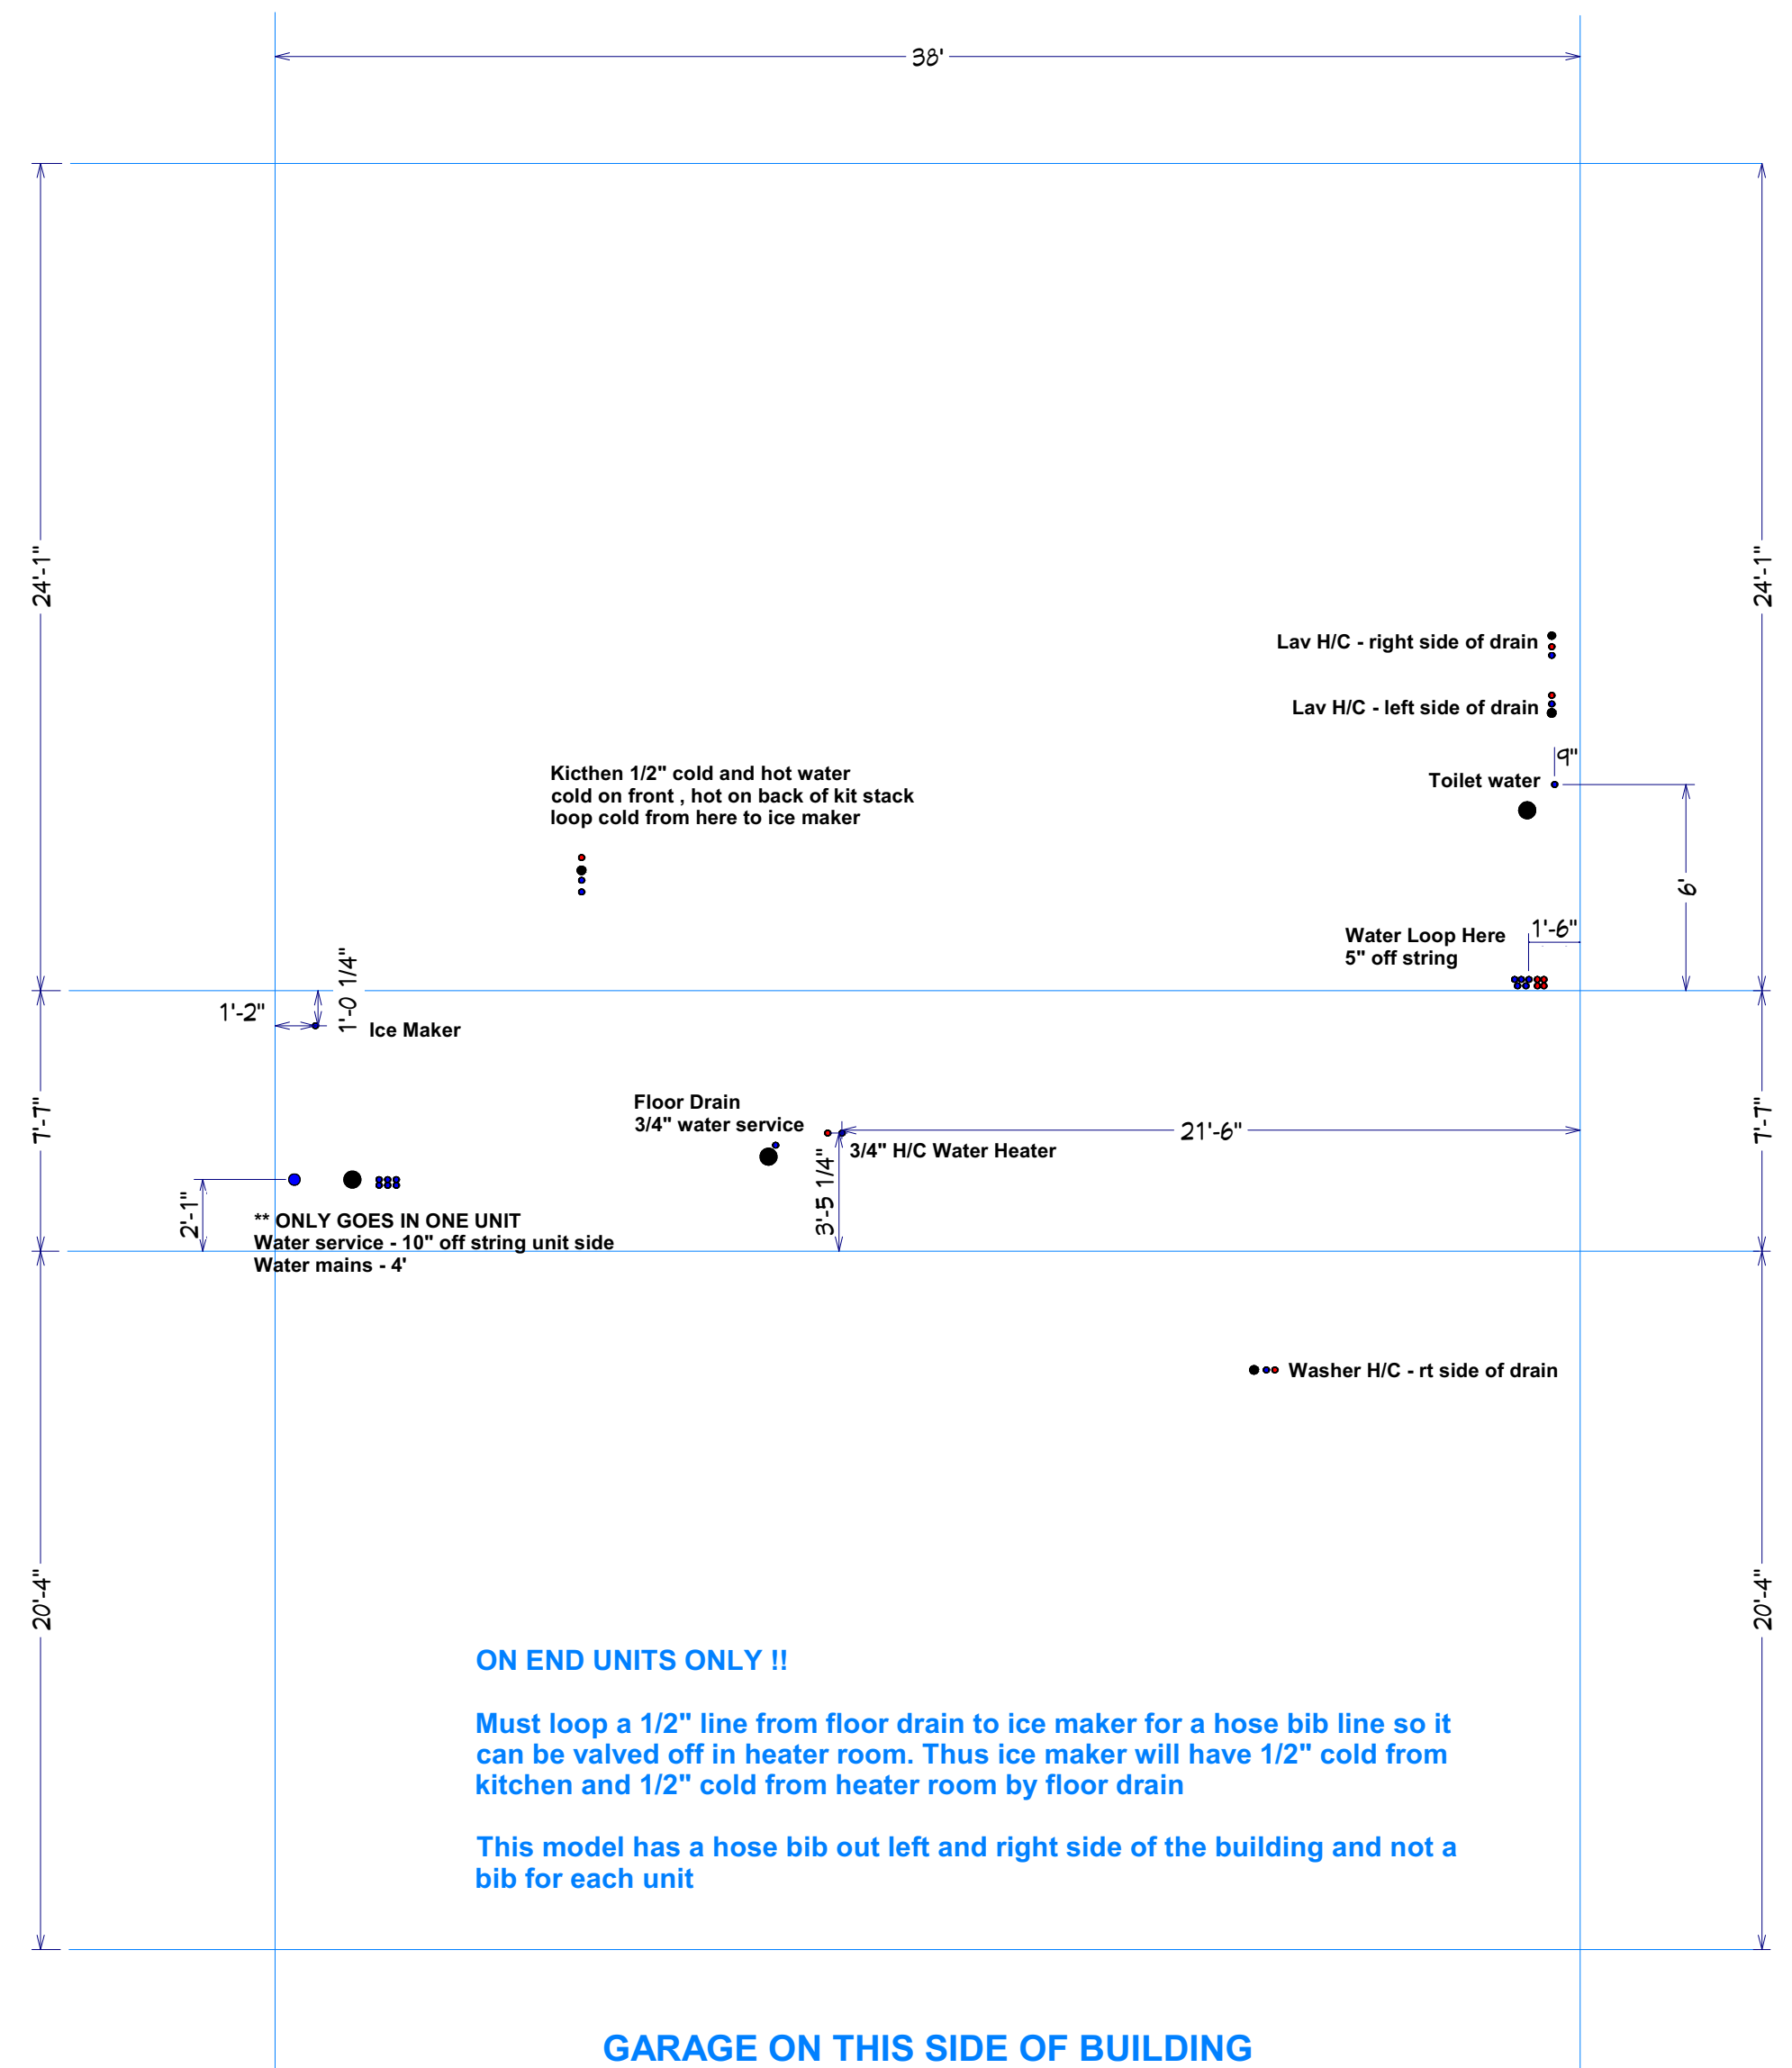 38'
24'-1"
24'-1"
Lav H/C - right side of drain
Lav H/C - left side of drain
9"
Toilet water
Kicthen 1/2" cold and hot water
cold on front , hot on back of kit stack
loop cold from here to ice maker
6'
1'-6"
Water Loop Here
5" off string
1'-0 1/4"
1'-2"
Ice Maker
7'-7"
7'-7"
Floor Drain
3/4" water service
21'-6"
3/4" H/C Water Heater
3'-5 1/4"
2'-1"
** ONLY GOES IN ONE UNIT
Water service - 10" off string unit side
Water mains - 4'
Washer H/C - rt side of drain
20'-4"
20'-4"
ON END UNITS ONLY !!
Must loop a 1/2" line from floor drain to ice maker for a hose bib line so it
can be valved off in heater room. Thus ice maker will have 1/2" cold from
kitchen and 1/2" cold from heater room by floor drain
This model has a hose bib out left and right side of the building and not a
bib for each unit
GARAGE ON THIS SIDE OF BUILDING